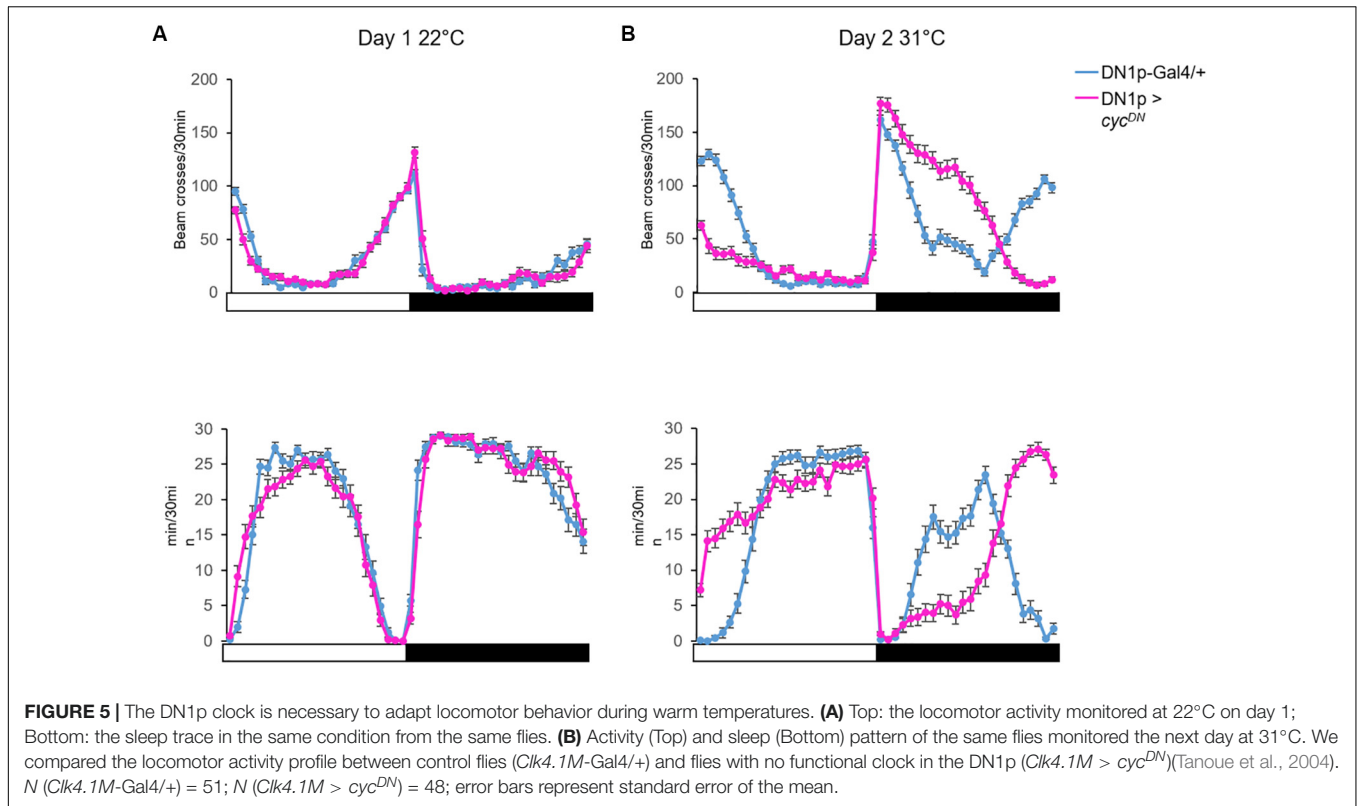 A
Day 1 22°C
B
Day 2 31°C
DN1p-Gal4/+
DN1p >
cycDN
200
150
100
50
0
Beam crosses/30min
200
150
100
50
0
Beam crosses/30min
30
25
20
15
10
5
0
min/30mi
n
30
25
20
15
10
5
0
min/30mi
n
FIGURE 5 | The DN1p clock is necessary to adapt locomotor behavior during warm temperatures. (A) Top: the locomotor activity monitored at 22°C on day 1;
Bottom: the sleep trace in the same condition from the same flies. (B) Activity (Top) and sleep (Bottom) pattern of the same flies monitored the next day at 31°C. We
compared the locomotor activity profile between control flies (Clk4.1M-Gal4/+) and flies with no functional clock in the DN1p (Clk4.1M > cycDN)(Tanoue et al., 2004).
N (Clk4.1M-Gal4/+) = 51; N (Clk4.1M > cycDN) = 48; error bars represent standard error of the mean.